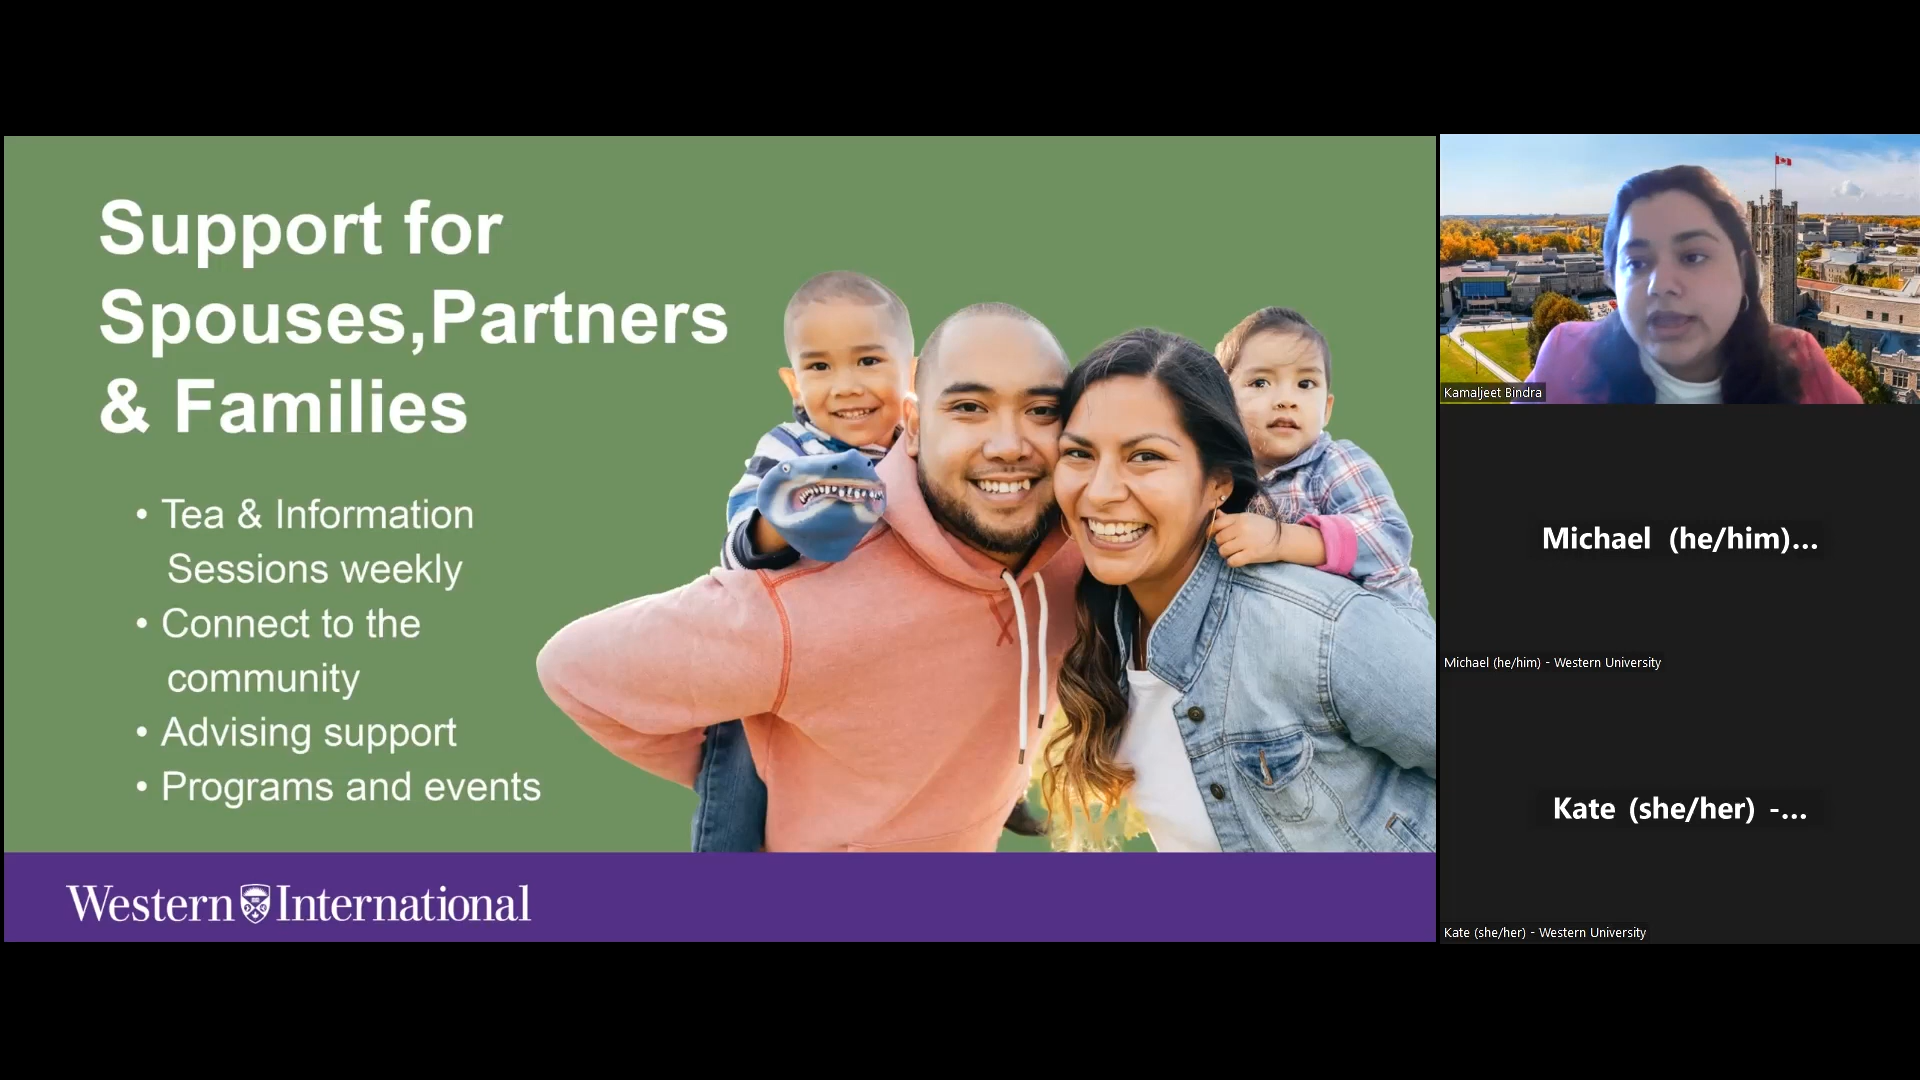 Support for
Spouses,Partners
& Families
• Tea & Information
Sessions weekly
• Connect to the
community
• Advising support
• Programs and events
Western International
Kamaljeet Bindra
Michael (he/him)...
Michael (he/him) - Western University
Kate (she/her) -...
Kate (she/her) - Western University